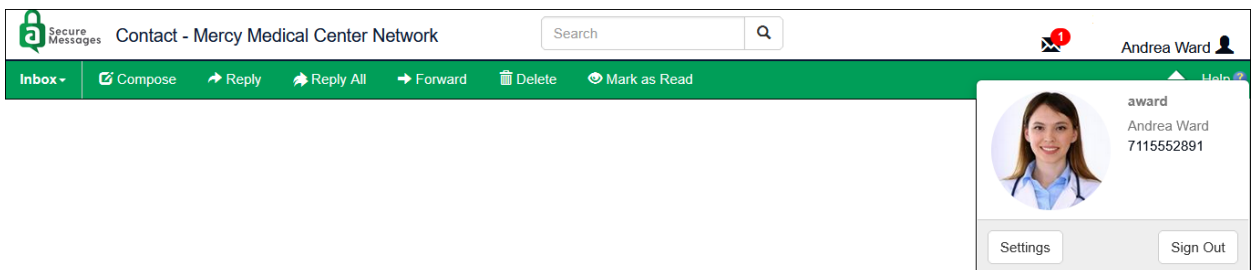 a Secure Messages
Contact - Mercy Medical Center Network
Search
1
Andrea Ward
Inbox
Compose
Reply
Reply All
Forward
Delete
Mark as Read
Help ?
award
Andrea Ward
7115552891
Settings
Sign Out